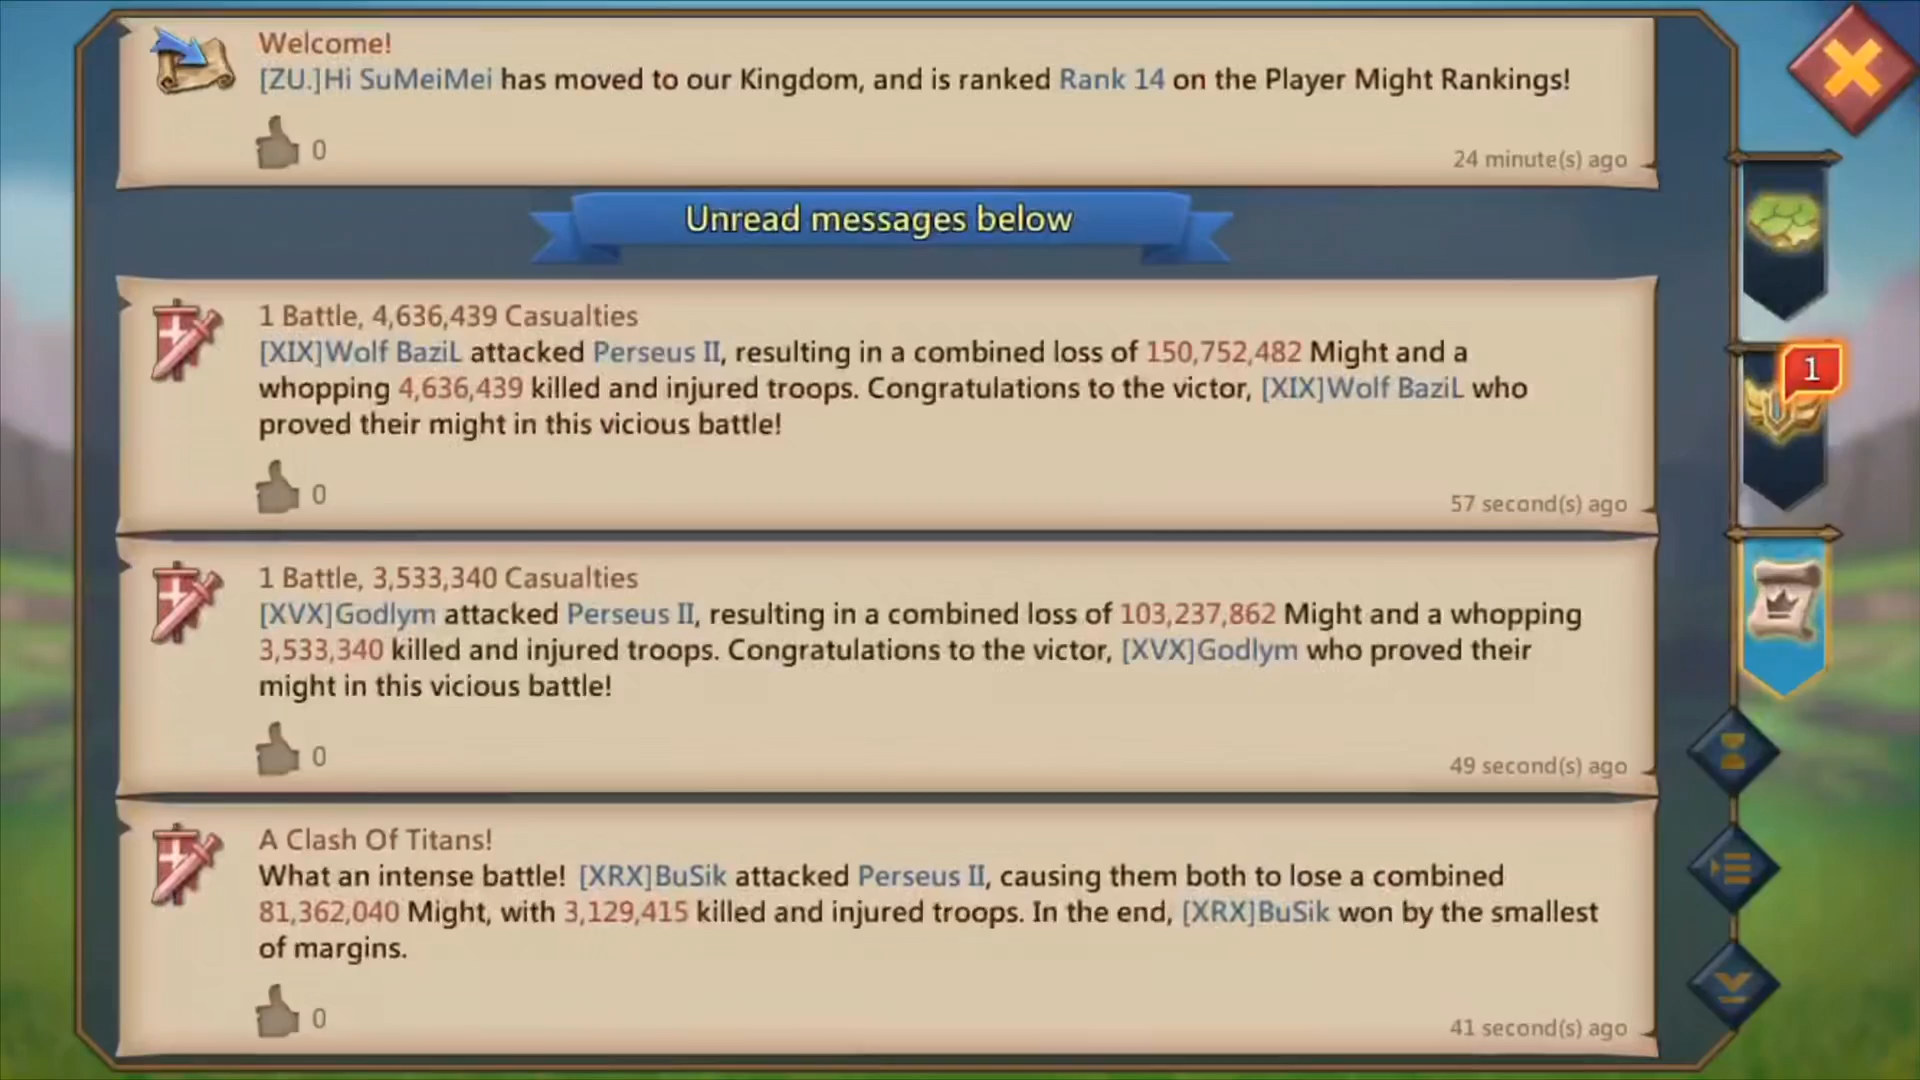 Welcome!
[ZU.]Hi SuMeiMei has moved to our Kingdom, and is ranked Rank 14 on the Player Might Rankings!
0
24 minute(s) ago
Unread messages below
1 Battle, 4,636,439 Casualties
[XIX]Wolf BaziL attacked Perseus II, resulting in a combined loss of 150,752,482 Might and a
whopping 4,636,439 killed and injured troops. Congratulations to the victor, [XIX]Wolf BaziL who
proved their might in this vicious battle!
0
57 second(s) ago
1
1 Battle, 3,533,340 Casualties
[XVX]Godlym attacked Perseus II, resulting in a combined loss of 103,237,862 Might and a whopping
3,533,340 killed and injured troops. Congratulations to the victor, [XVX]Godlym who proved their
might in this vicious battle!
0
49 second(s) ago
A Clash Of Titans!
What an intense battle! [XRX]BuSik attacked Perseus II, causing them both to lose a combined
81,362,040 Might, with 3,129,415 killed and injured troops. In the end, [XRX]BuSik won by the smallest
of margins.
0
41 second(s) ago